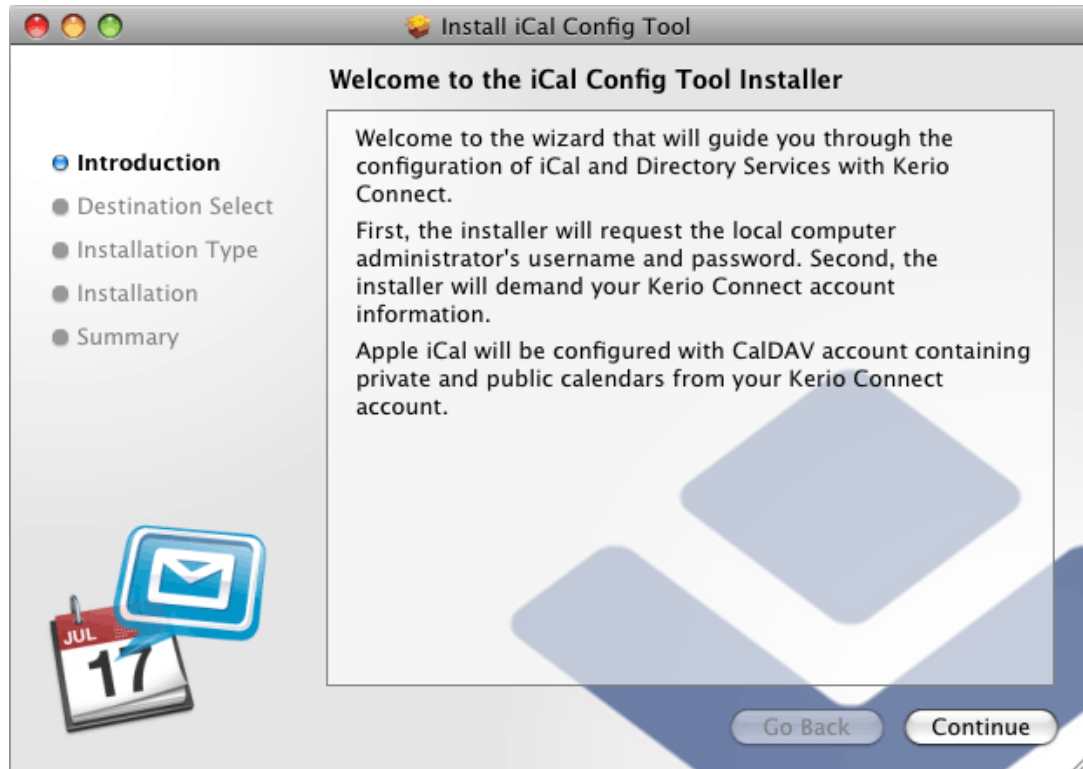 Install iCal Config Tool
Welcome to the iCal Config Tool Installer
Introduction
Destination Select
Installation Type
Installation
Summary
Welcome to the wizard that will guide you through the
configuration of iCal and Directory Services with Kerio
Connect.
First, the installer will request the local computer
administrator's username and password. Second, the
installer will demand your Kerio Connect account
information.
Apple iCal will be configured with CalDAV account containing
private and public calendars from your Kerio Connect
account.
JUL
17
Go Back
Continue